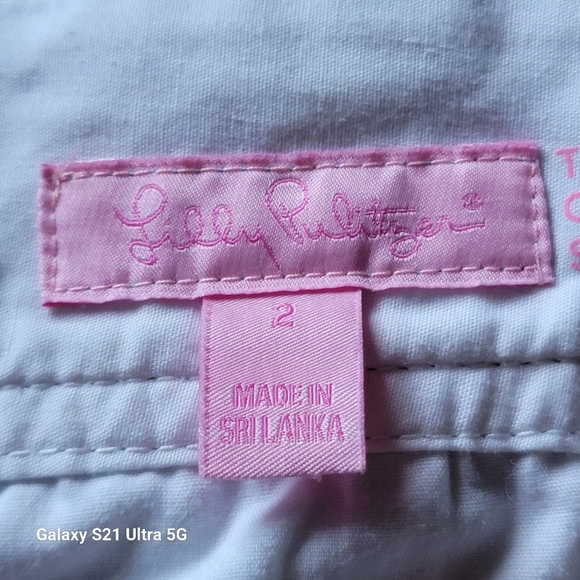 Lilly Pulitzer®
2
MADE IN
SRI LANKA
Galaxy S21 Ultra 5G